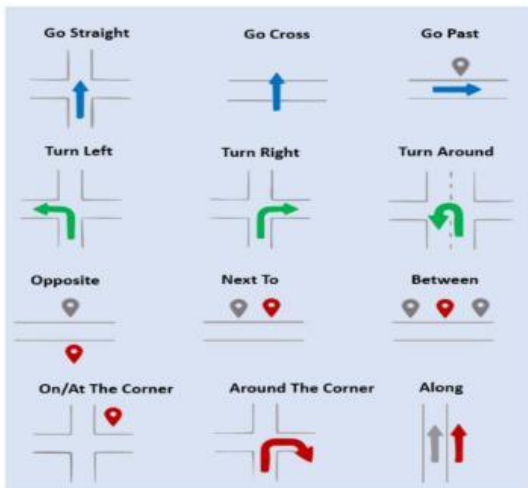 Go Straight
Go Cross
Go Past
Turn Left
Turn Right
Turn Around
Opposite
Next To
Between
On/At The Corner
Around The Corner
Along